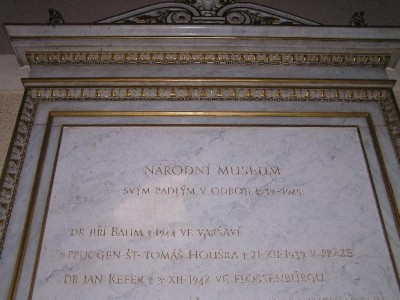 NÁRODNÍ MUSEUM
SVÝM PADLÝM V ODBOJI 1939-1945
DR JIŘÍ BAUM † 1944 VE VARŠAVĚ
PPLK GEN ŠT· TOMÁŠ HOUŠKA † 21·XII·1939 V PRAZE
DR JAN KEFER † 3·XII·1942 VE FLOSSENBÜRGU